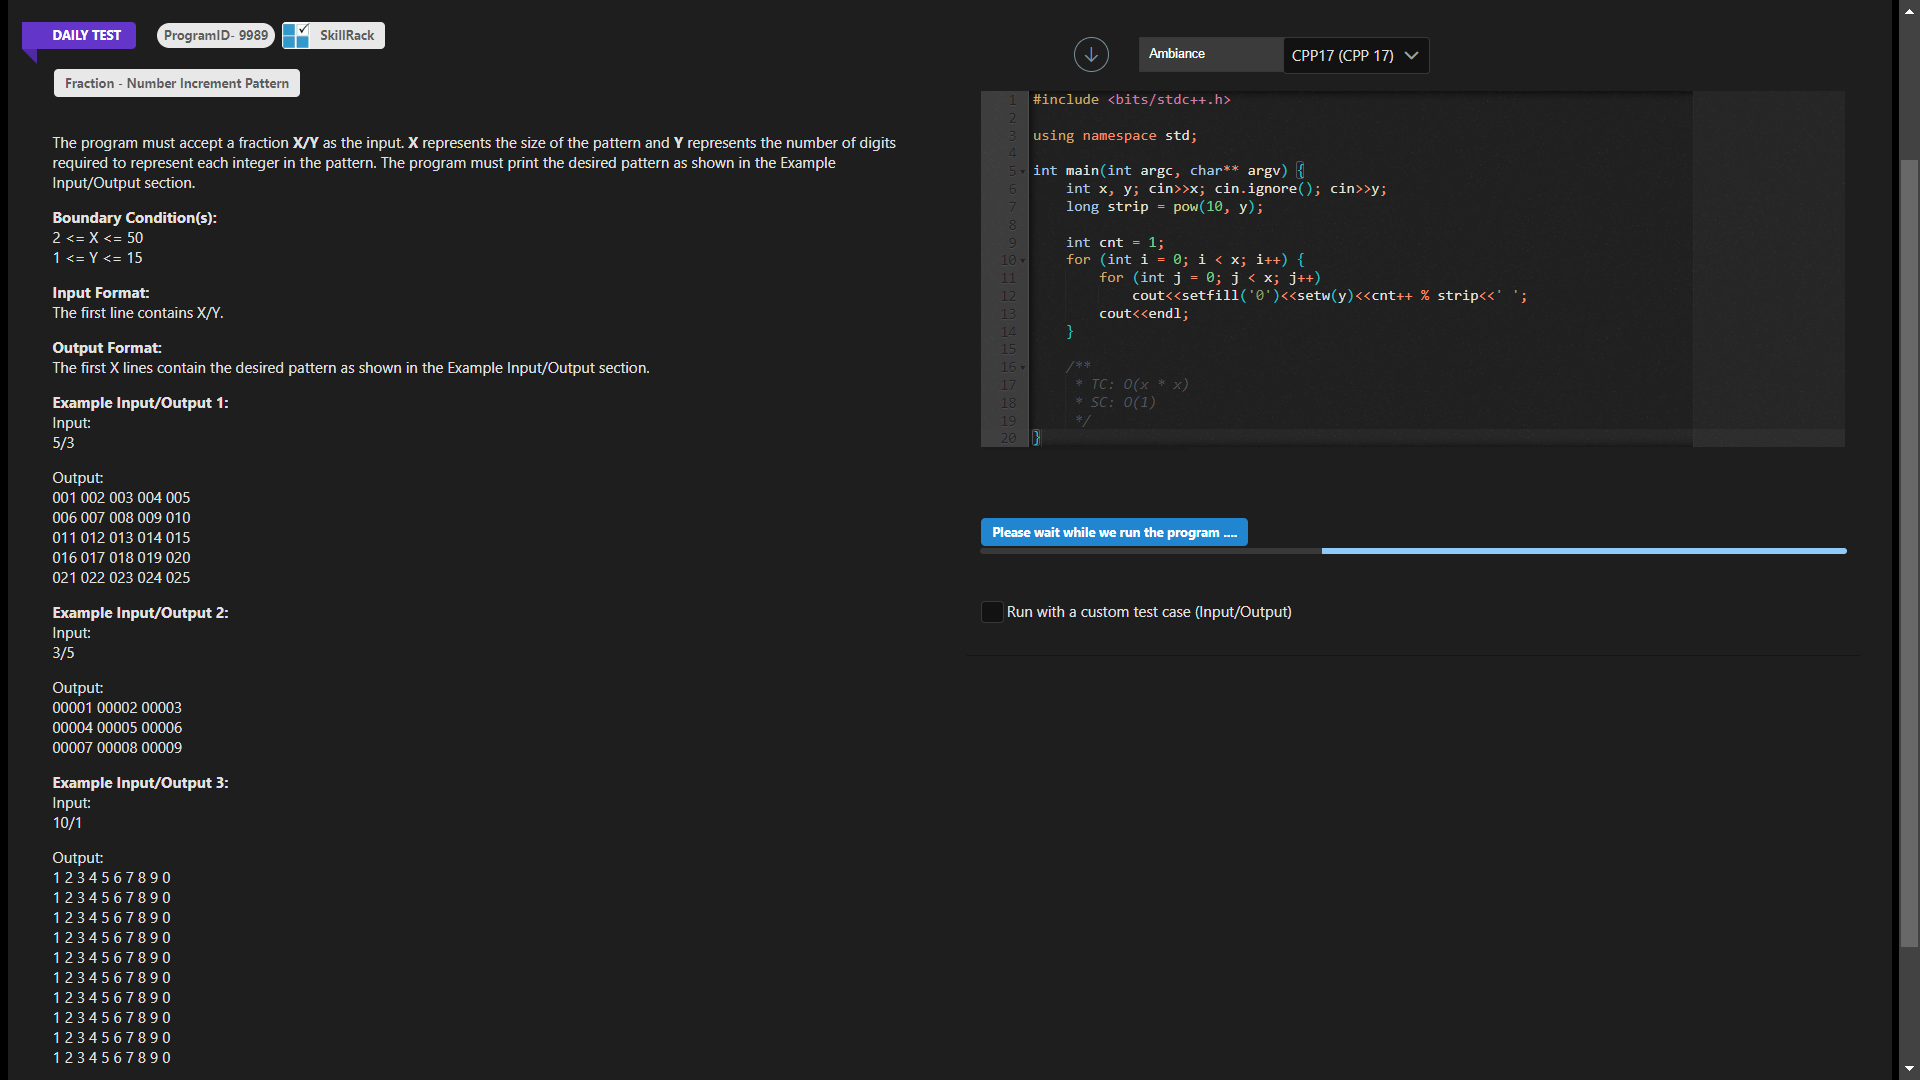 DAILY TEST
ProgramID- 9989
SkillRack
Fraction - Number Increment Pattern
The program must accept a fraction X/Y as the input. X represents the size of the pattern and Y represents the number of digits
required to represent each integer in the pattern. The program must print the desired pattern as shown in the Example
Input/Output section.
Boundary Condition(s):
2 <= X <= 50
1 <= Y <= 15
Input Format:
The first line contains X/Y.
Output Format:
The first X lines contain the desired pattern as shown in the Example Input/Output section.
Example Input/Output 1:
Input:
5/3
Output:
001 002 003 004 005
006 007 008 009 010
011 012 013 014 015
016 017 018 019 020
021 022 023 024 025
Example Input/Output 2:
Input:
3/5
Output:
00001 00002 00003
00004 00005 00006
00007 00008 00009
Example Input/Output 3:
Input:
10/1
Output:
1 2 3 4 5 6 7 8 9 0
1 2 3 4 5 6 7 8 9 0
1 2 3 4 5 6 7 8 9 0
1 2 3 4 5 6 7 8 9 0
1 2 3 4 5 6 7 8 9 0
1 2 3 4 5 6 7 8 9 0
1 2 3 4 5 6 7 8 9 0
1 2 3 4 5 6 7 8 9 0
1 2 3 4 5 6 7 8 9 0
1 2 3 4 5 6 7 8 9 0
Ambiance
CPP17 (CPP 17)
1 #include <bits/stdc++.h>
2
3 using namespace std;
4
5 int main(int argc, char** argv) {
6     int x, y; cin>>x; cin.ignore(); cin>>y;
7     long strip = pow(10, y);
8
9     int cnt = 1;
10     for (int i = 0; i < x; i++) {
11         for (int j = 0; j < x; j++)
12             cout<<setfill('0')<<setw(y)<<cnt++ % strip<<' ';
13         cout<<endl;
14     }
15
16     /**
17      * TC: O(x * x)
18      * SC: O(1)
19      */
20 }
Please wait while we run the program ....
Run with a custom test case (Input/Output)